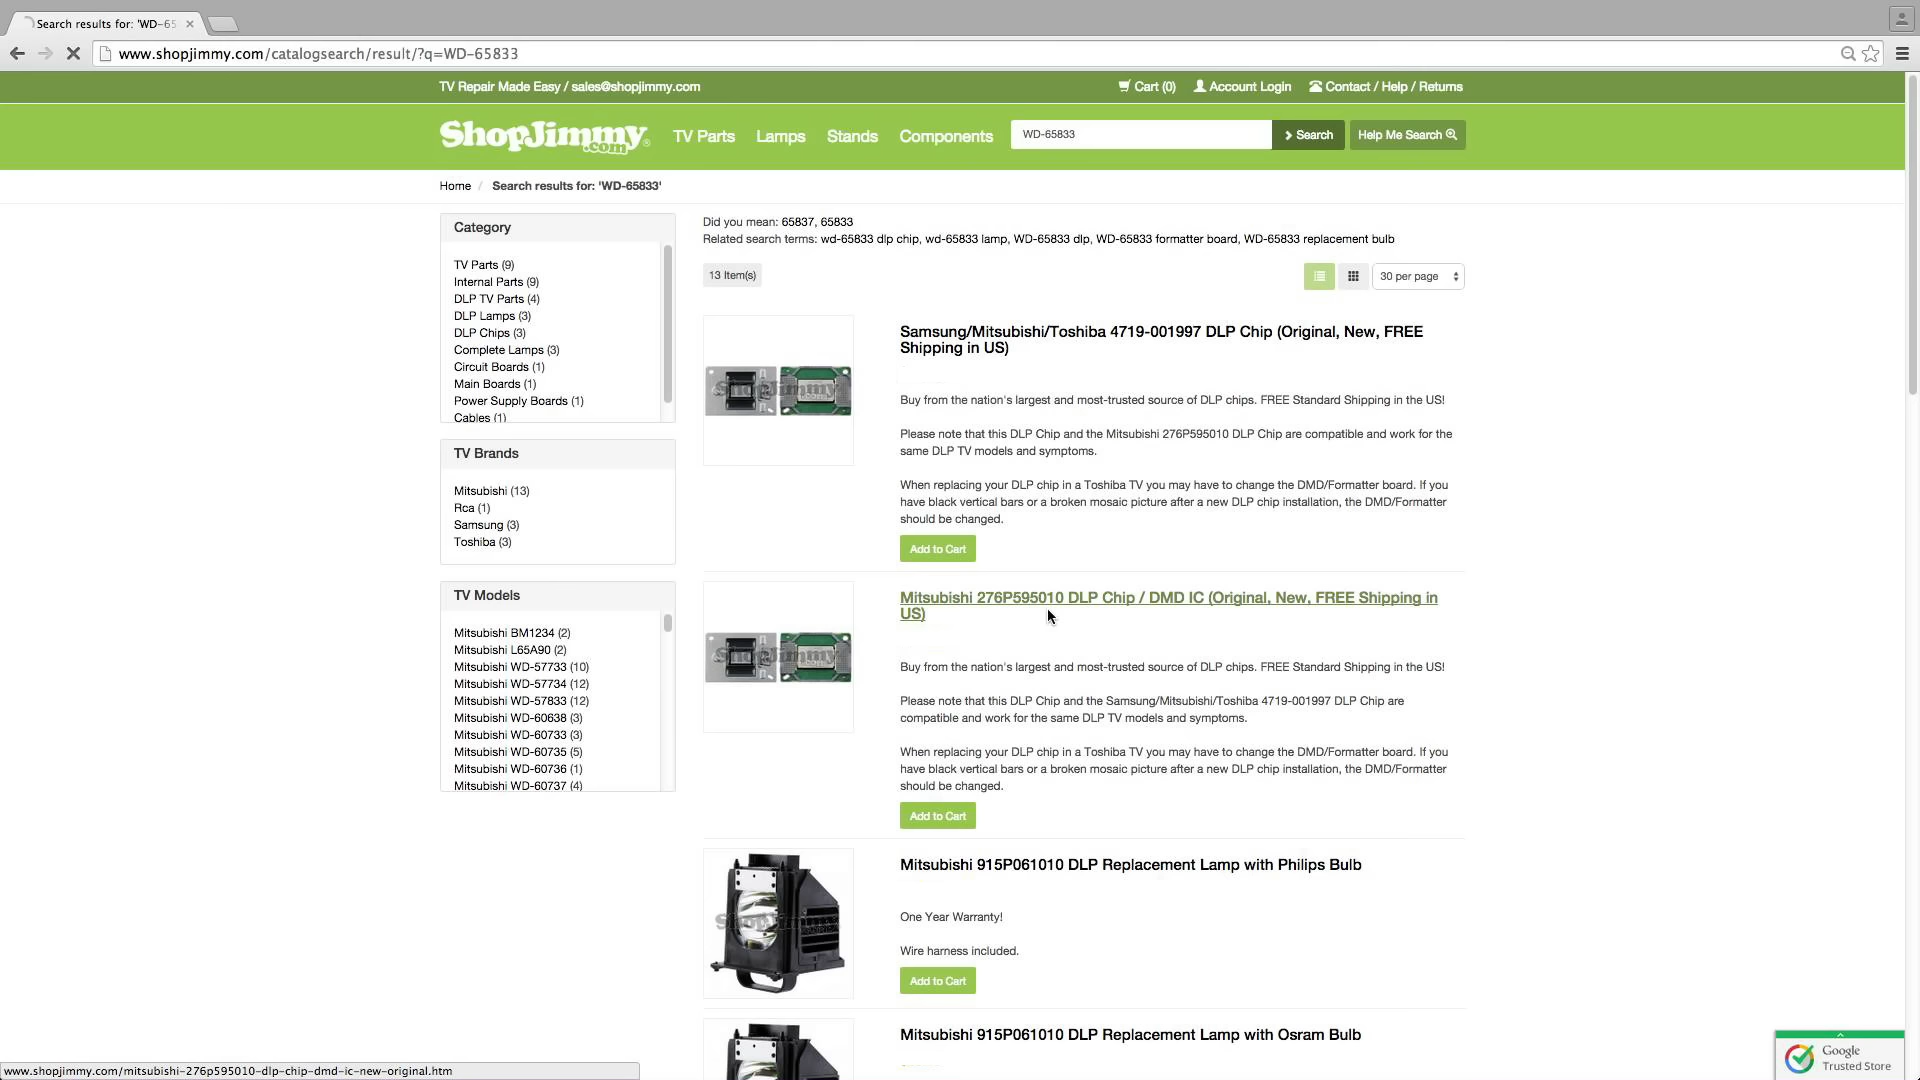 Search results for: 'WD-65
www.shopjimmy.com/catalogsearch/result/?q=WD-65833
TV Repair Made Easy / sales@shopjimmy.com
Cart (0)
Account Login
Contact / Help / Returns
ShopJimmy.com®
TV Parts
Lamps
Stands
Components
WD-65833
Search
Help Me Search
Home / Search results for: 'WD-65833'
Category
TV Parts (9)
Internal Parts (9)
DLP TV Parts (4)
DLP Lamps (3)
DLP Chips (3)
Complete Lamps (3)
Circuit Boards (1)
Main Boards (1)
Power Supply Boards (1)
Cables (1)
TV Brands
Mitsubishi (13)
Rca (1)
Samsung (3)
Toshiba (3)
TV Models
Mitsubishi BM1234 (2)
Mitsubishi L65A90 (2)
Mitsubishi WD-57733 (10)
Mitsubishi WD-57734 (12)
Mitsubishi WD-57833 (12)
Mitsubishi WD-60638 (3)
Mitsubishi WD-60733 (3)
Mitsubishi WD-60735 (5)
Mitsubishi WD-60736 (1)
Mitsubishi WD-60737 (4)
Did you mean: 65837, 65833
Related search terms: wd-65833 dlp chip, wd-65833 lamp, WD-65833 dlp, WD-65833 formatter board, WD-65833 replacement bulb
13 Item(s)
30 per page
ShopJimmy
Samsung/Mitsubishi/Toshiba 4719-001997 DLP Chip (Original, New, FREE
Shipping in US)
Buy from the nation's largest and most-trusted source of DLP chips. FREE Standard Shipping in the US!
Please note that this DLP Chip and the Mitsubishi 276P595010 DLP Chip are compatible and work for the
same DLP TV models and symptoms.
When replacing your DLP chip in a Toshiba TV you may have to change the DMD/Formatter board. If you
have black vertical bars or a broken mosaic picture after a new DLP chip installation, the DMD/Formatter
should be changed.
Add to Cart
ShopJimmy
Mitsubishi 276P595010 DLP Chip / DMD IC (Original, New, FREE Shipping in
US)
Buy from the nation's largest and most-trusted source of DLP chips. FREE Standard Shipping in the US!
Please note that this DLP Chip and the Samsung/Mitsubishi/Toshiba 4719-001997 DLP Chip are
compatible and work for the same DLP TV models and symptoms.
When replacing your DLP chip in a Toshiba TV you may have to change the DMD/Formatter board. If you
have black vertical bars or a broken mosaic picture after a new DLP chip installation, the DMD/Formatter
should be changed.
Add to Cart
ShopJimmy
Mitsubishi 915P061010 DLP Replacement Lamp with Philips Bulb
One Year Warranty!
Wire harness included.
Add to Cart
Mitsubishi 915P061010 DLP Replacement Lamp with Osram Bulb
Google
Trusted Store
www.shopjimmy.com/mitsubishi-276p595010-dlp-chip-dmd-ic-new-original.htm